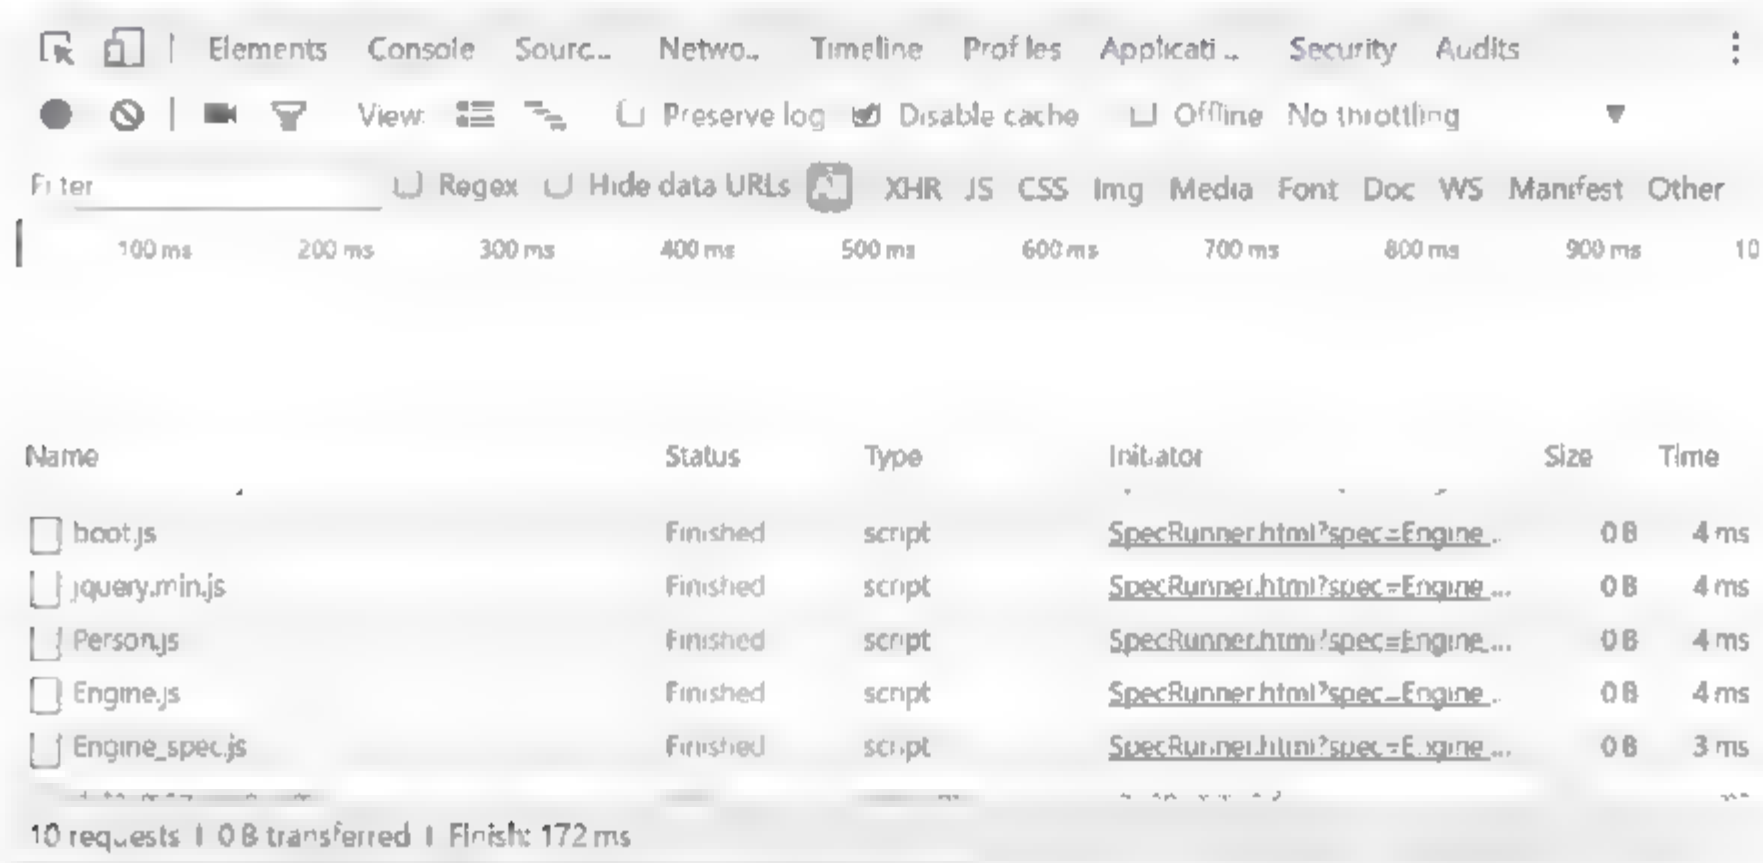 Elements Console Sourc... Netwo... Timeline Profiles Applicati... Security Audits
View: Preserve log Disable cache Offline No throttling
Filter Regex Hide data URLs XHR JS CSS Img Media Font Doc WS Manifest Other
100 ms 200 ms 300 ms 400 ms 500 ms 600 ms 700 ms 800 ms 900 ms 10
Name Status Type Initiator Size Time
boot.js Finished script SpecRunner.html?spec=Engine_... 0 B 4 ms
jquery.min.js Finished script SpecRunner.html?spec=Engine_... 0 B 4 ms
Person.js Finished script SpecRunner.html?spec=Engine_... 0 B 4 ms
Engine.js Finished script SpecRunner.html?spec=Engine_... 0 B 4 ms
Engine_spec.js Finished script SpecRunner.html?spec=Engine_... 0 B 3 ms
10 requests | 0 B transferred | Finish: 172 ms